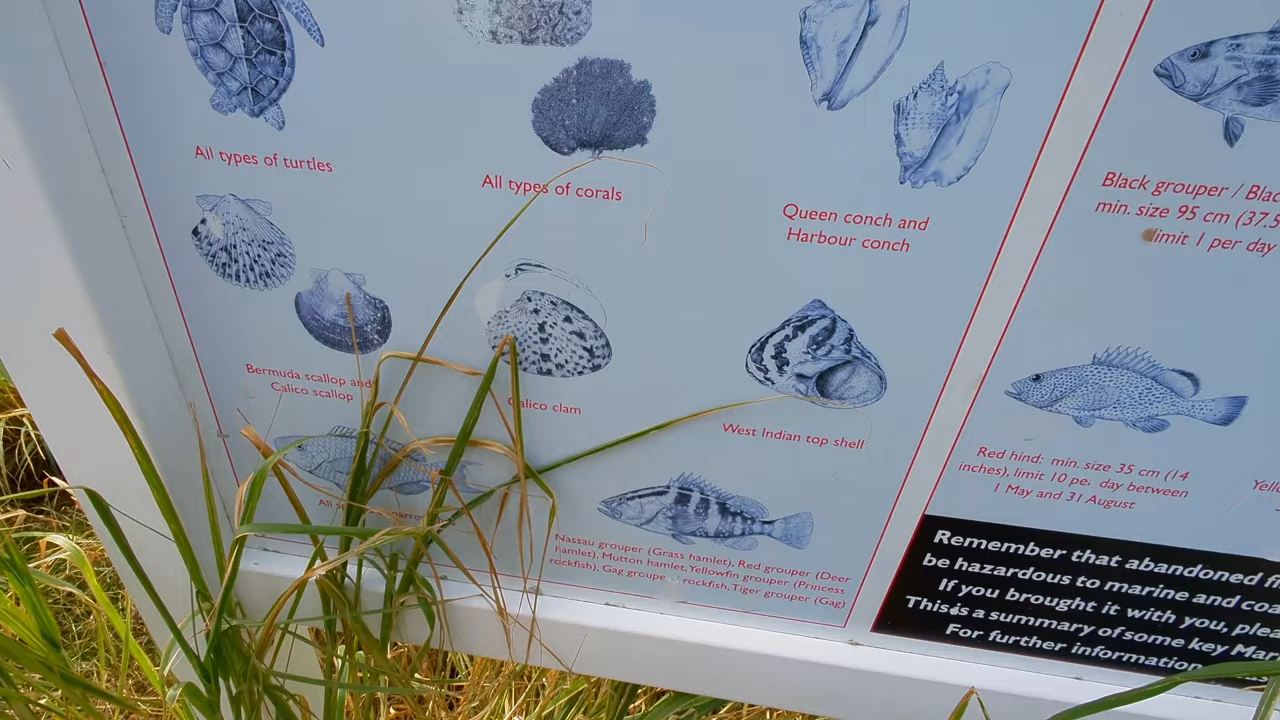 All types of turtles
All types of corals
Queen conch and
Harbour conch
Black grouper /
min. size 95 cm (37.5
limit 1 per day
Bermuda scallop and
Calico scallop
Calico clam
West Indian top shell
Red hind: min. size 35 cm (14
inches), limit 10 per day between
1 May and 31 August
All
Nassau grouper (Grass hamlet), Red grouper (Deer
hamlet), Mutton hamlet, Yellowfin grouper (Princess
rockfish), Gag grouper rockfish, Tiger grouper (Gag)
Remember that abandoned
be hazardous to marine and
If you brought it with you,
This is a summary of some key
For further information